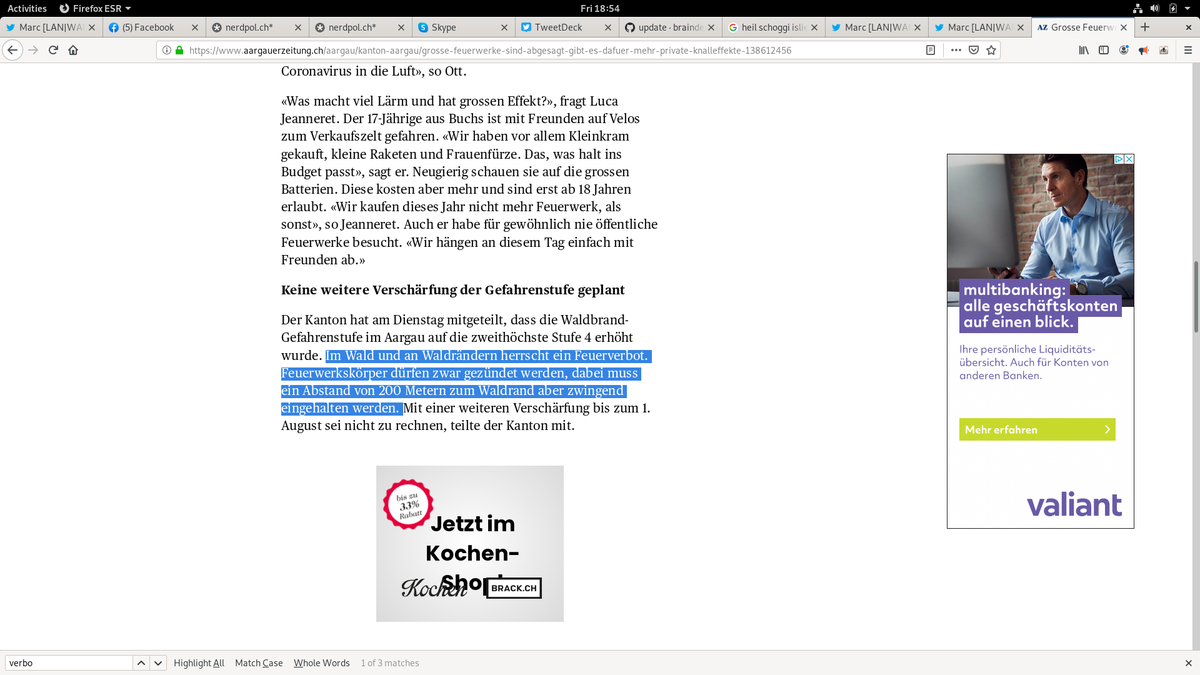 Activities
Firefox ESR
Fri 18:54
Marc [LAN|WA
(5) Facebook
nerdpol.ch*
nerdpol.ch*
Skype
TweetDeck
update · brainde
heil schoggi islig
Marc [LAN|WA
Marc [LAN|WA
AZ Grosse Feuerw
https://www.aargauerzeitung.ch/aargau/kanton-aargau/grosse-feuerwerke-sind-abgesagt-gibt-es-dafuer-mehr-private-knalleffekte-138612456
Coronavirus in die Luft», so Ott.
«Was macht viel Lärm und hat grossen Effekt?», fragt Luca
Jeanneret. Der 17-Jährige aus Buchs ist mit Freunden auf Velos
zum Verkaufszelt gefahren. «Wir haben vor allem Kleinkram
gekauft, kleine Raketen und Frauenfürze. Das, was halt ins
Budget passt», sagt er. Neugierig schauen sie auf die grossen
Batterien. Diese kosten aber mehr und sind erst ab 18 Jahren
erlaubt. «Wir kaufen dieses Jahr nicht mehr Feuerwerk, als
sonst», so Jeanneret. Auch er habe für gewöhnlich nie öffentliche
Feuerwerke besucht. «Wir hängen an diesem Tag einfach mit
Freunden ab.»
Keine weitere Verschärfung der Gefahrenstufe geplant
Der Kanton hat am Dienstag mitgeteilt, dass die Waldbrand-
Gefahrenstufe im Aargau auf die zweithöchste Stufe 4 erhöht
wurde. Im Wald und an Waldrändern herrscht ein Feuerverbot.
Feuerwerkskörper dürfen zwar gezündet werden, dabei muss
ein Abstand von 200 Metern zum Waldrand aber zwingend
eingehalten werden. Mit einer weiteren Verschärfung bis zum 1.
August sei nicht zu rechnen, teilte der Kanton mit.
bis zu
33%
Rabatt
Jetzt im
Kochen-
Shop!
Kochen
BRACK.CH
multibanking:
alle geschäftskonten
auf einen blick.
Ihre persönliche Liquiditäts-
übersicht. Auch für Konten von
anderen Banken.
Mehr erfahren
valiant
verbo
Highlight All
Match Case
Whole Words
1 of 3 matches